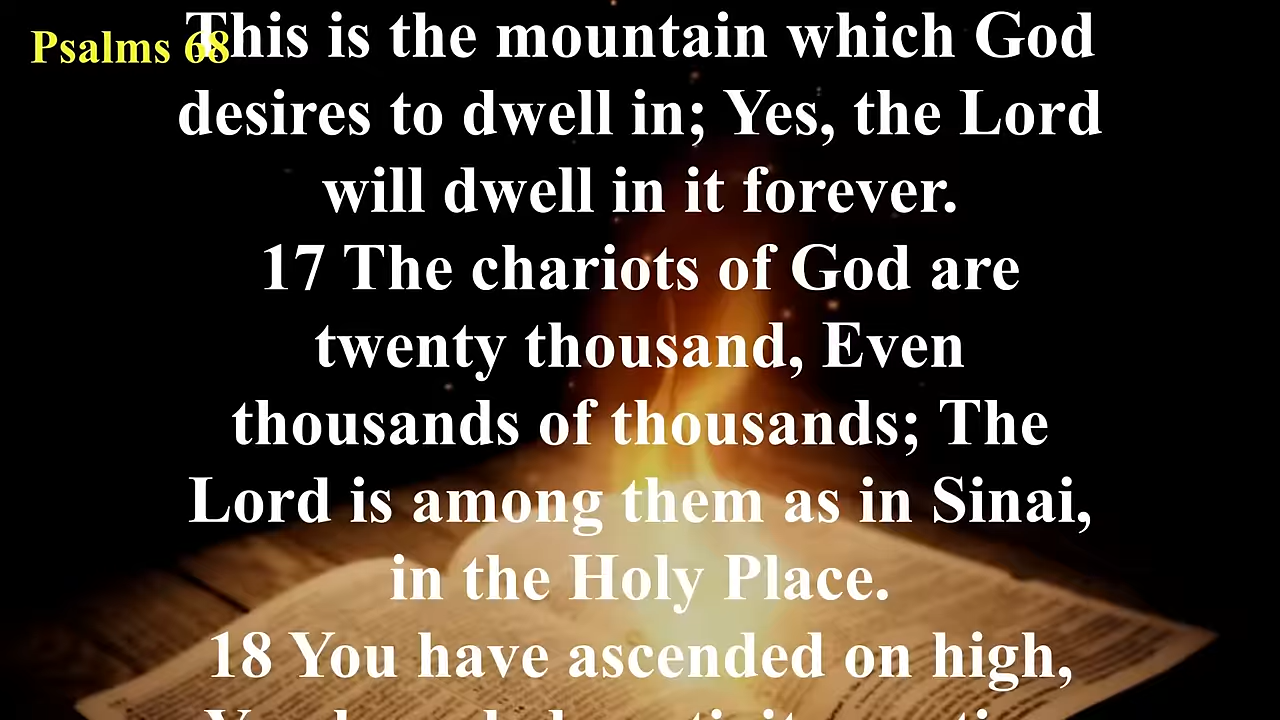 Psalms 68
This is the mountain which God
desires to dwell in; Yes, the Lord
will dwell in it forever.
17 The chariots of God are
twenty thousand, Even
thousands of thousands; The
Lord is among them as in Sinai,
in the Holy Place.
18 You have ascended on high,